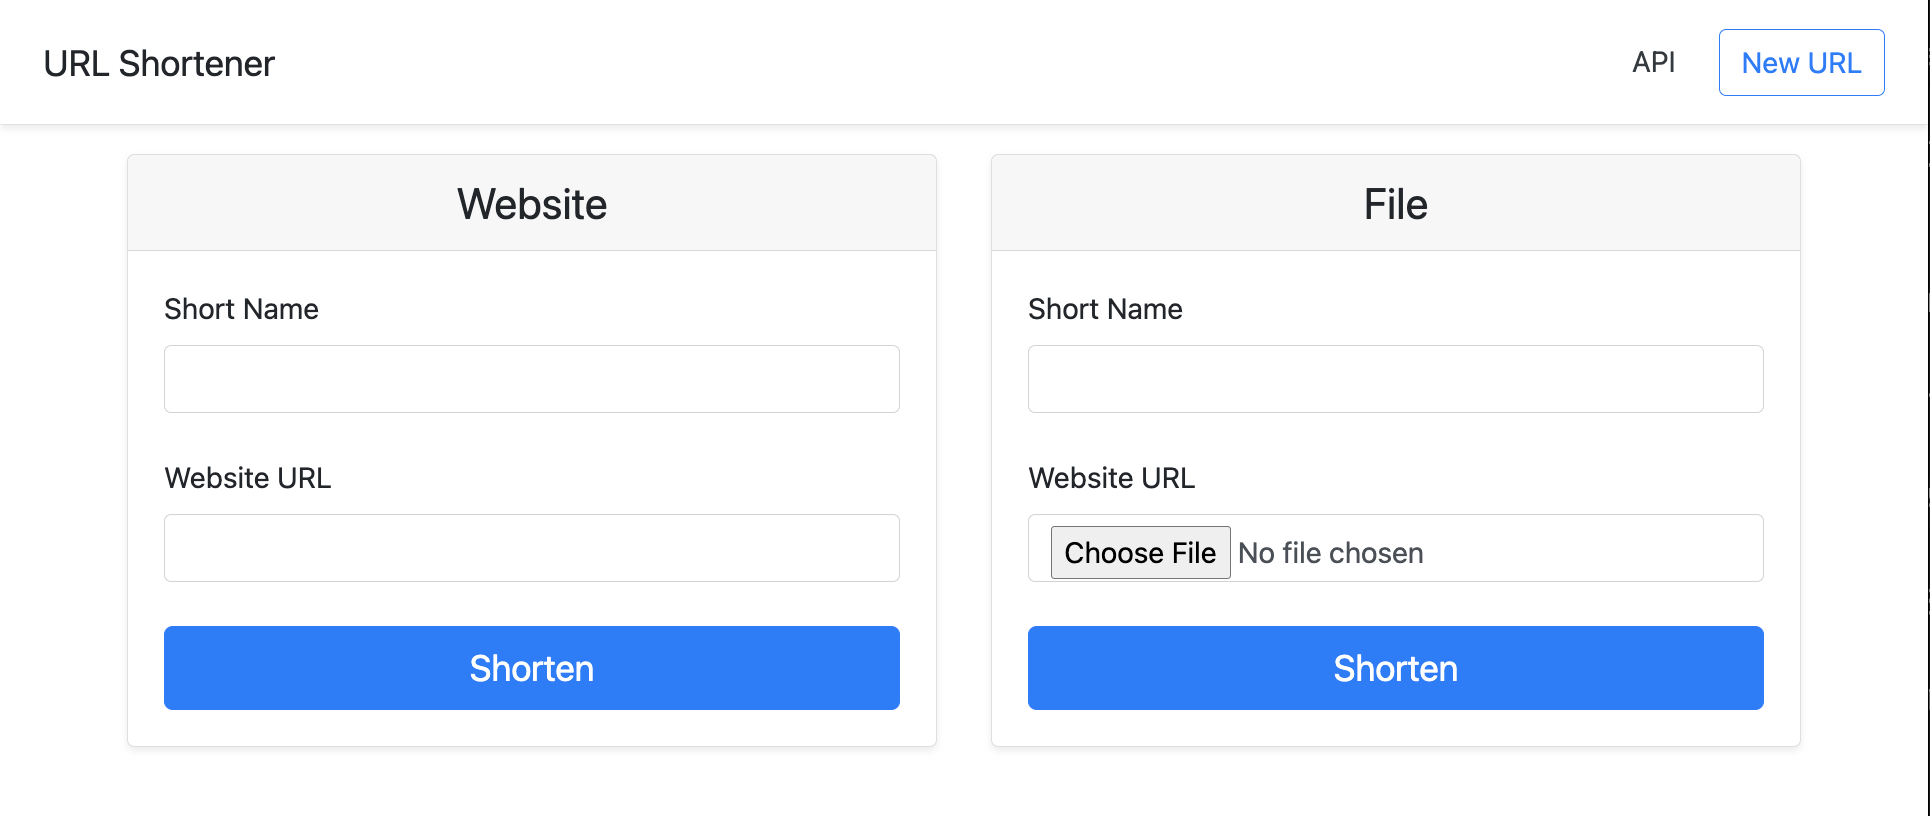 URL Shortener
API
New URL
Website
Short Name
Website URL
Shorten
File
Short Name
Website URL
Choose File No file chosen
Shorten